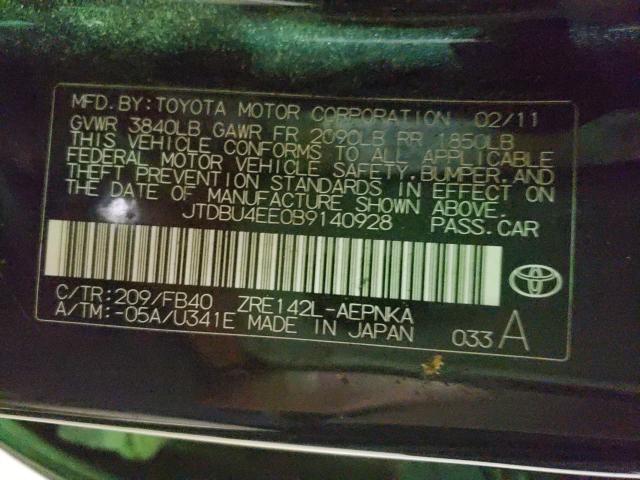 MFD.BY:TOYOTA MOTOR CORPORATION 02/11
GVWR 3840LB GAWR FR 2090LB RR 1850LB
THIS VEHICLE CONFORMS TO ALL APPLICABLE
FEDERAL MOTOR VEHICLE SAFETY,BUMPER,AND
THEFT PREVENTION STANDARDS IN EFFECT ON
THE DATE OF MANUFACTURE SHOWN ABOVE.
JTDBU4EE0B9140928 PASS.CAR
C/TR:209/FB40 ZRE142L-AEPNKA
A/TM:-05A/U341E MADE IN JAPAN 033 A